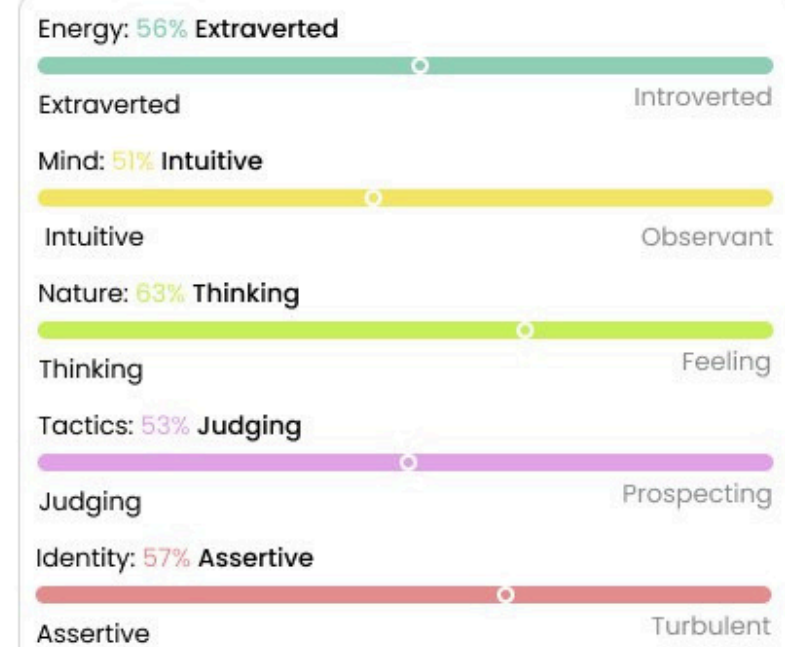 Energy: 56% Extraverted
Extraverted
Introverted
Mind: 51% Intuitive
Intuitive
Observant
Nature: 63% Thinking
Thinking
Feeling
Tactics: 53% Judging
Judging
Prospecting
Identity: 57% Assertive
Assertive
Turbulent